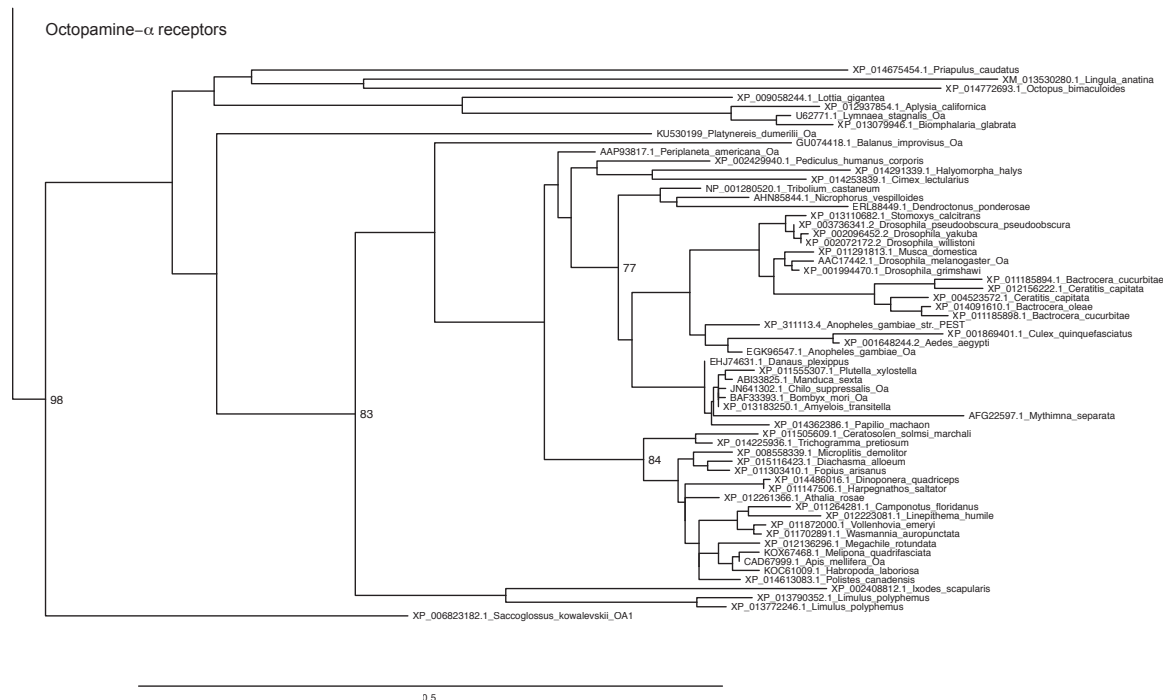 Octopamine–α receptors
XP_014675454.1_Priapulus_caudatus
XM_013530280.1_Lingula_anatina
XP_014772693.1_Octopus_bimaculoides
XP_009058244.1_Lottia_gigantea
XP_012937854.1_Aplysia_californica
U62771.1_Lymnaea_stagnalis_Oa
XP_013079946.1_Biomphalaria_glabrata
KU530199_Platynereis_dumerilii_Oa
GU074418.1_Balanus_improvisus_Oa
AAP93817.1_Periplaneta_americana_Oa
XP_002429940.1_Pediculus_humanus_corporis
XP_014291339.1_Halyomorpha_halys
XP_014253839.1_Cimex_lectularius
NP_001280520.1_Tribolium_castaneum
AHN85844.1_Nicrophorus_vespilloides
ERL88449.1_Dendroctonus_ponderosae
XP_013110682.1_Stomoxys_calcitrans
XP_003736341.2_Drosophila_pseudoobscura_pseudoobscura
XP_002096452.2_Drosophila_yakuba
XP_002072172.2_Drosophila_willistoni
XP_011291813.1_Musca_domestica
AAC17442.1_Drosophila_melanogaster_Oa
77
XP_001994470.1_Drosophila_grimshawi
XP_011185894.1_Bactrocera_cucurbitae
XP_012156222.1_Ceratitis_capitata
XP_004523572.1_Ceratitis_capitata
XP_014091610.1_Bactrocera_oleae
XP_011185898.1_Bactrocera_cucurbitae
XP_311113.4_Anopheles_gambiae_str._PEST
XP_001869401.1_Culex_quinquefasciatus
XP_001648244.2_Aedes_aegypti
EGK96547.1_Anopheles_gambiae_Oa
EHJ74631.1_Danaus_plexippus
XP_011555307.1_Plutella_xylostella
ABI33825.1_Manduca_sexta
JN641302.1_Chilo_suppressalis_Oa
BAF33393.1_Bombyx_mori_Oa
98
XP_013183250.1_Amyelois_transitella
83
AFG22597.1_Mythimna_separata
XP_014362386.1_Papilio_machaon
XP_011505609.1_Ceratosolen_solmsi_marchali
XP_014225936.1_Trichogramma_pretiosum
XP_008558339.1_Microplitis_demolitor
84
XP_015116423.1_Diachasma_alloeum
XP_011303410.1_Fopius_arisanus
XP_014486016.1_Dinoponera_quadriceps
XP_011147506.1_Harpegnathos_saltator
XP_012261366.1_Athalia_rosae
XP_011264281.1_Camponotus_floridanus
XP_012223081.1_Linepithema_humile
XP_011872000.1_Vollenhovia_emeryi
XP_011702891.1_Wasmannia_auropunctata
XP_012136296.1_Megachile_rotundata
KOX67468.1_Melipona_quadrifasciata
CAD67999.1_Apis_mellifera_Oa
KOC61009.1_Habropoda_laboriosa
XP_014613083.1_Polistes_canadensis
XP_002408812.1_Ixodes_scapularis
XP_013790352.1_Limulus_polyphemus
XP_013772246.1_Limulus_polyphemus
XP_006823182.1_Saccoglossus_kowalevskii_OA1
0.5